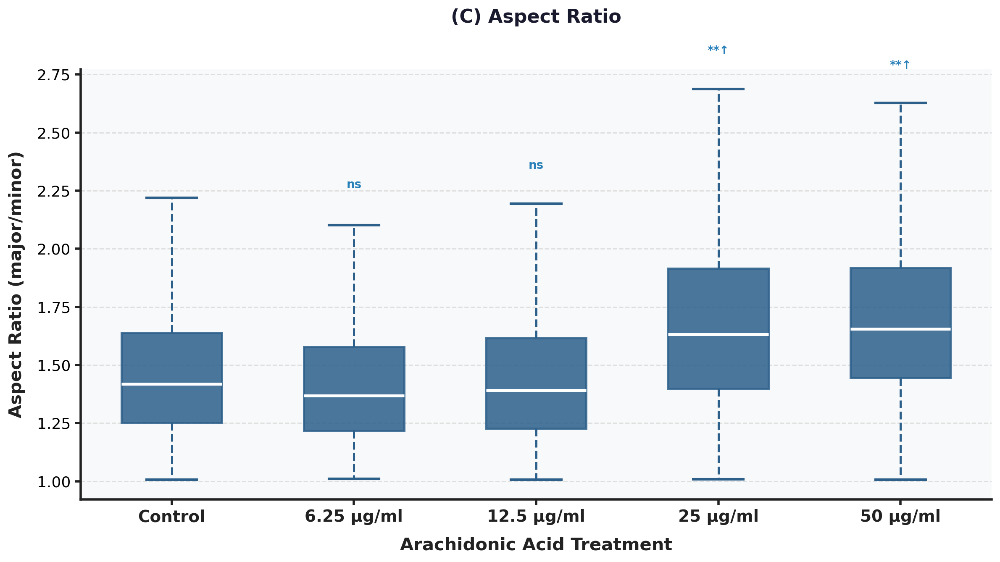 (C) Aspect Ratio
**↑
**↑
ns
ns
Aspect Ratio (major/minor)
2.75
2.50
2.25
2.00
1.75
1.50
1.25
1.00
Control
6.25 μg/ml
12.5 μg/ml
25 μg/ml
50 μg/ml
Arachidonic Acid Treatment